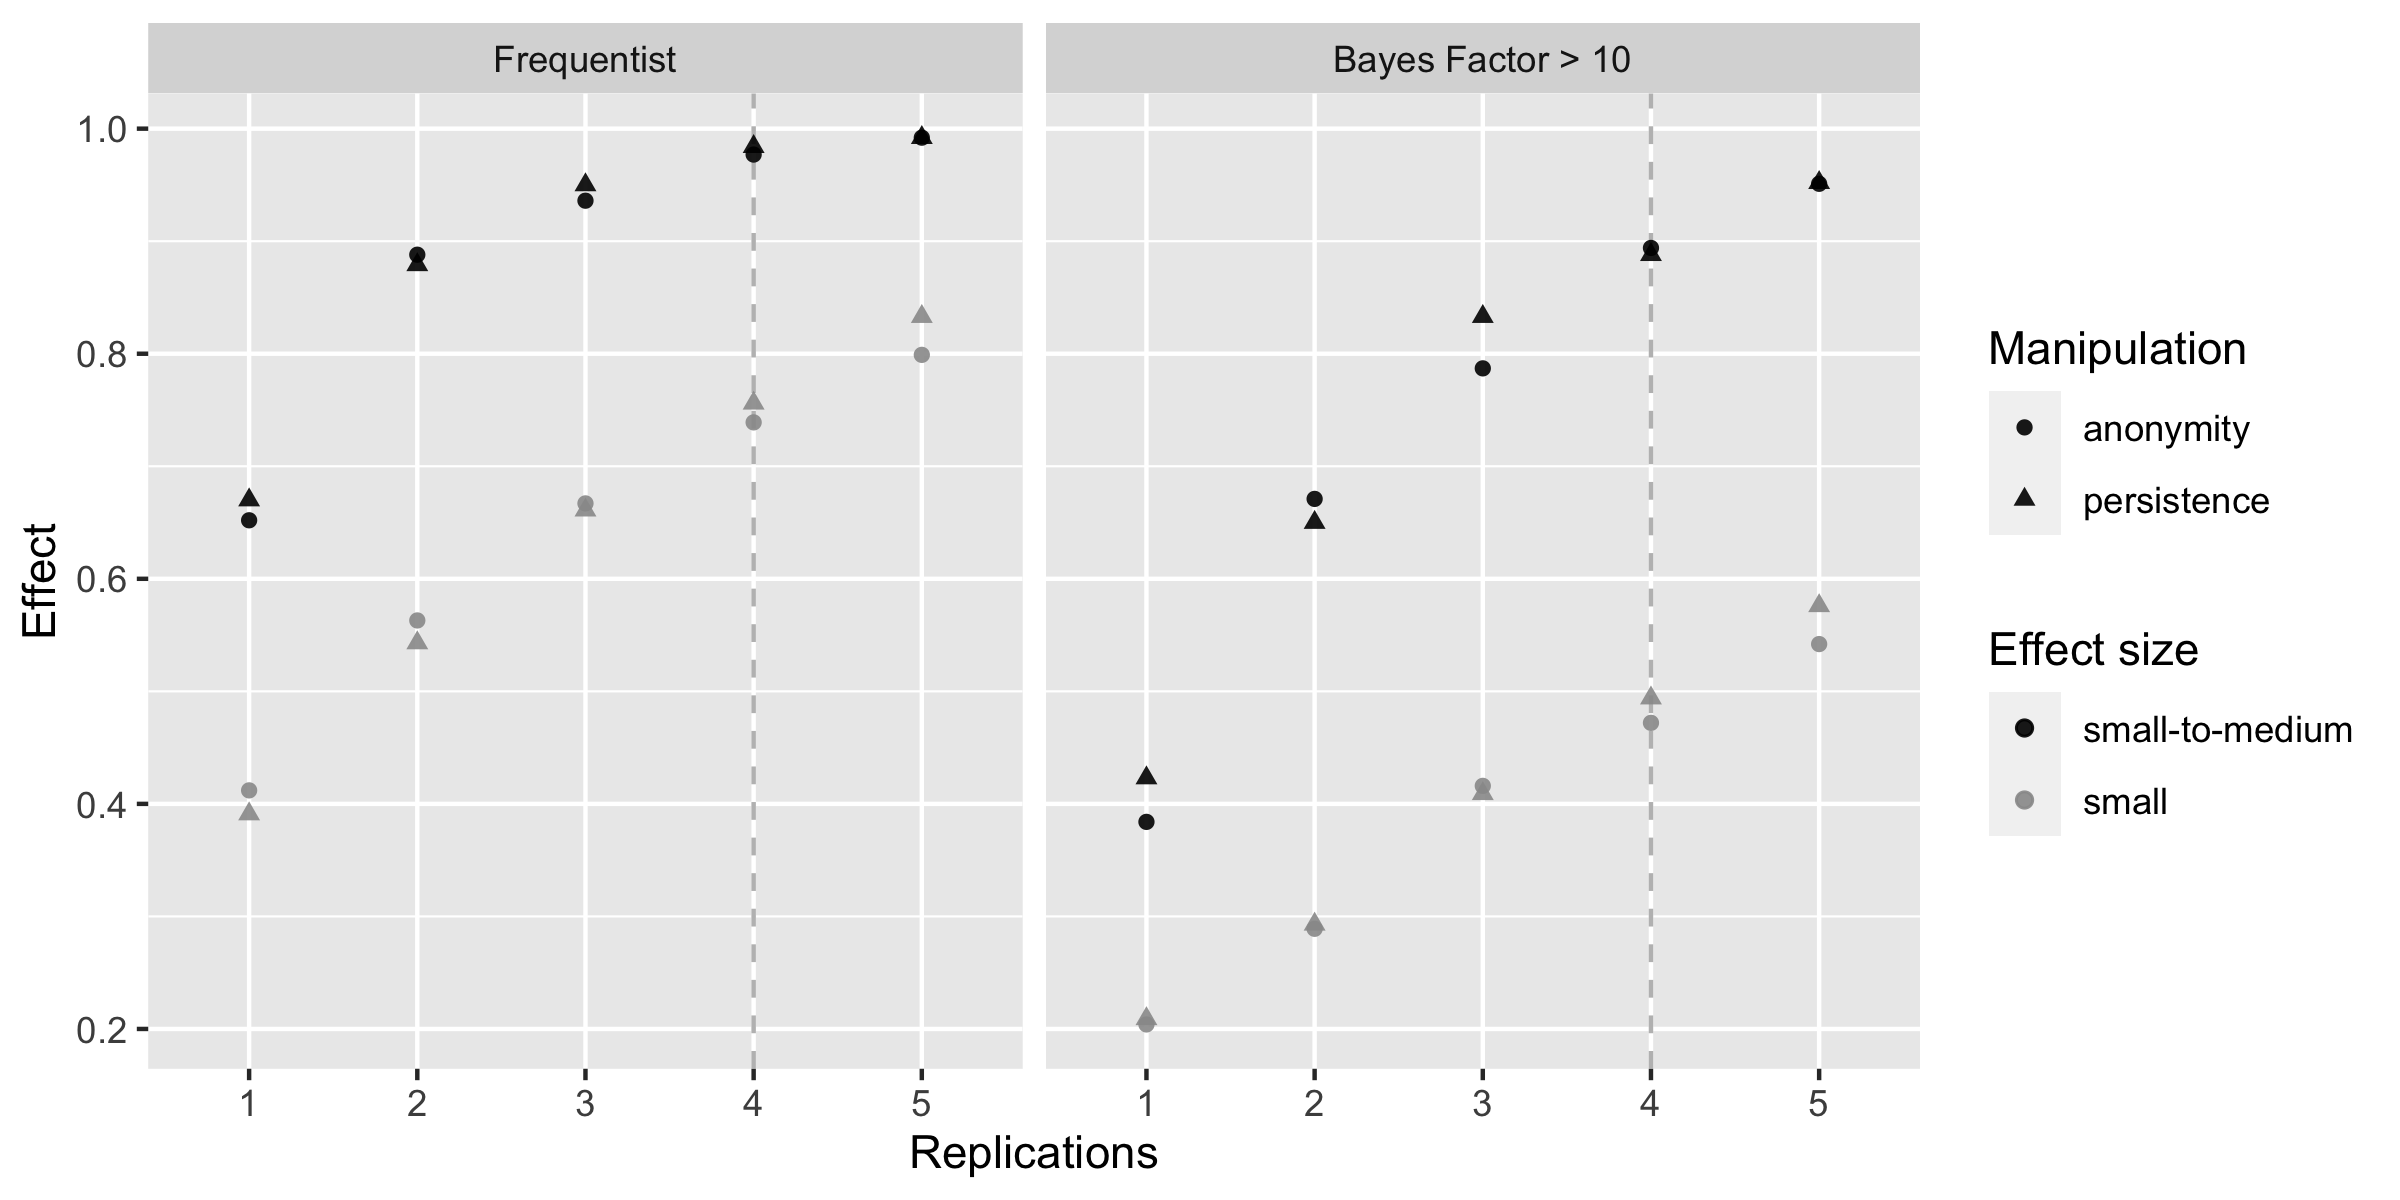 Frequentist
Bayes Factor > 10
Effect
1.0
0.8
0.6
0.4
0.2
1 2 3 4 5
1 2 3 4 5
Replications
Manipulation
anonymity
persistence
Effect size
small-to-medium
small